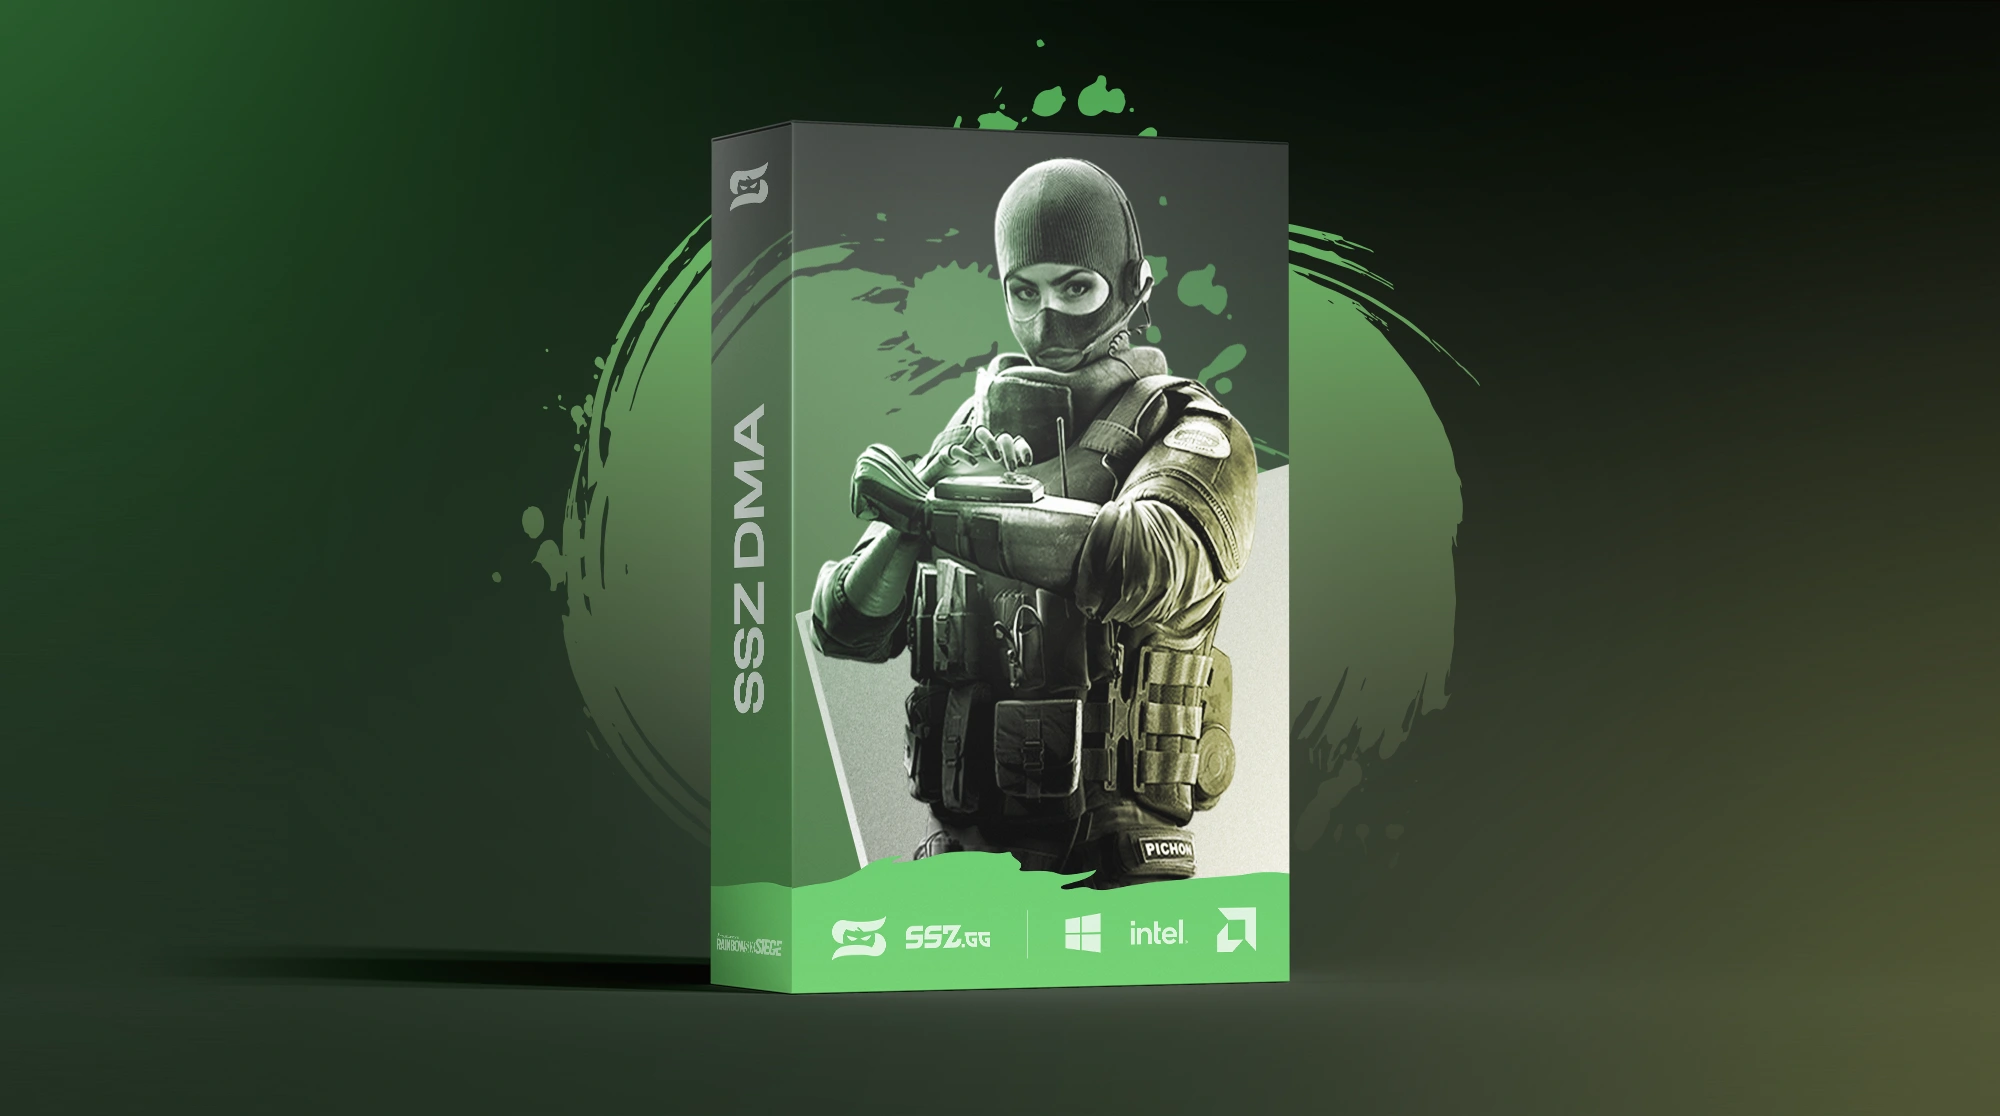 SSZ DMA
PICHON
RAINBOW SIX SIEGE
SSZ.GG
intel.